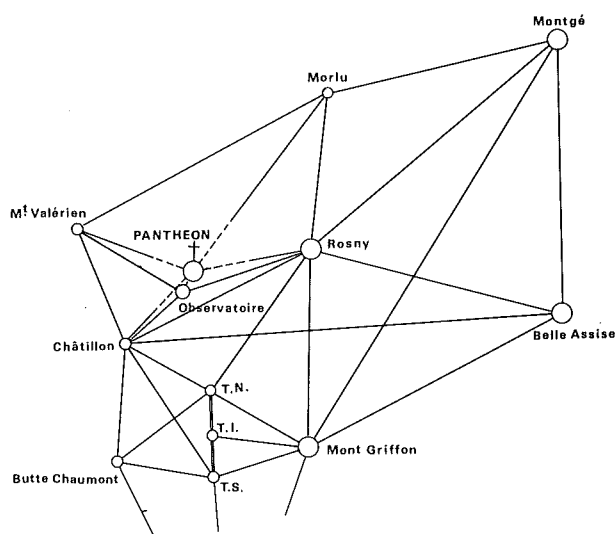 Montgé
Morlu
Mt Valérien
PANTHEON
Rosny
Observatoire
Belle Assise
Châtillon
T.N.
T.I.
Mont Griffon
Butte Chaumont
T.S.